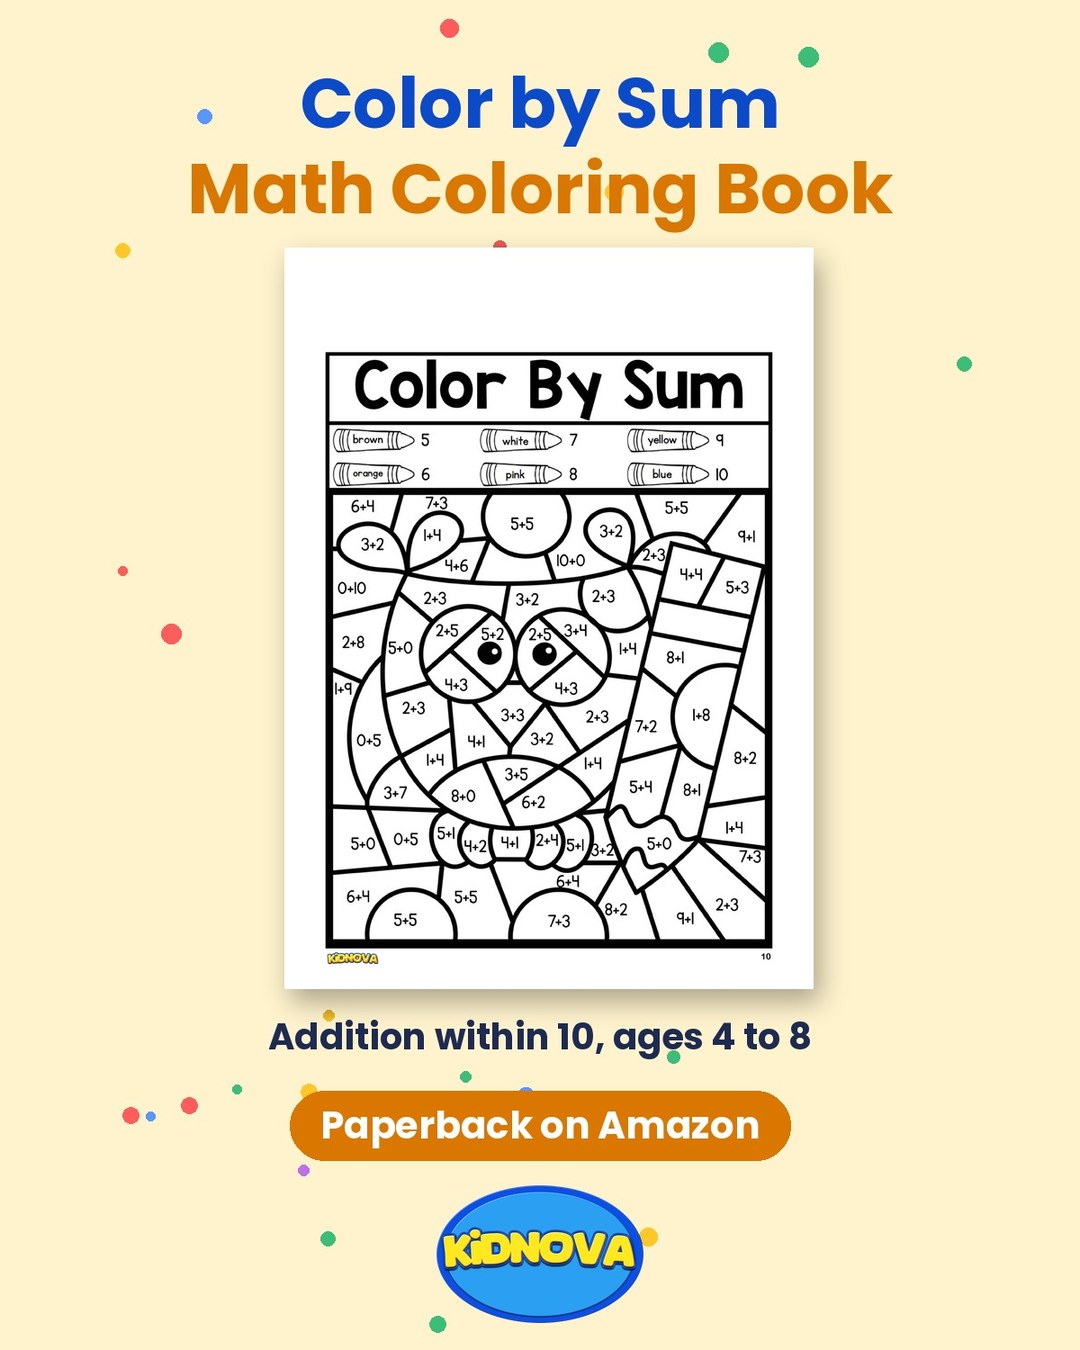 Color by Sum
Math Coloring Book
Color By Sum
brown 5 white 7 yellow 9
orange 6 pink 8 blue 10
6+4 7+3 5+5 5+5
3+2 1+4 3+2 9+1
4+6 10+0 2+3
0+10 4+4 5+3
2+3 3+2 2+3
2+8 5+0 2+5 5+2 2+5 3+4 1+4 8+1
1+9 4+3 4+3
2+3 3+3 2+3 7+2 1+8
0+5 4+1 3+2
1+4 3+5 1+4 8+2
3+7 8+0 6+2 5+4 8+1
5+0 0+5 5+1 4+2 4+1 2+4 5+1 3+2 5+0 1+4
7+3
6+4 5+5 6+4
5+5 7+3 8+2 9+1 2+3
KiDNOVA 10
Addition within 10, ages 4 to 8
Paperback on Amazon
KiDNOVA